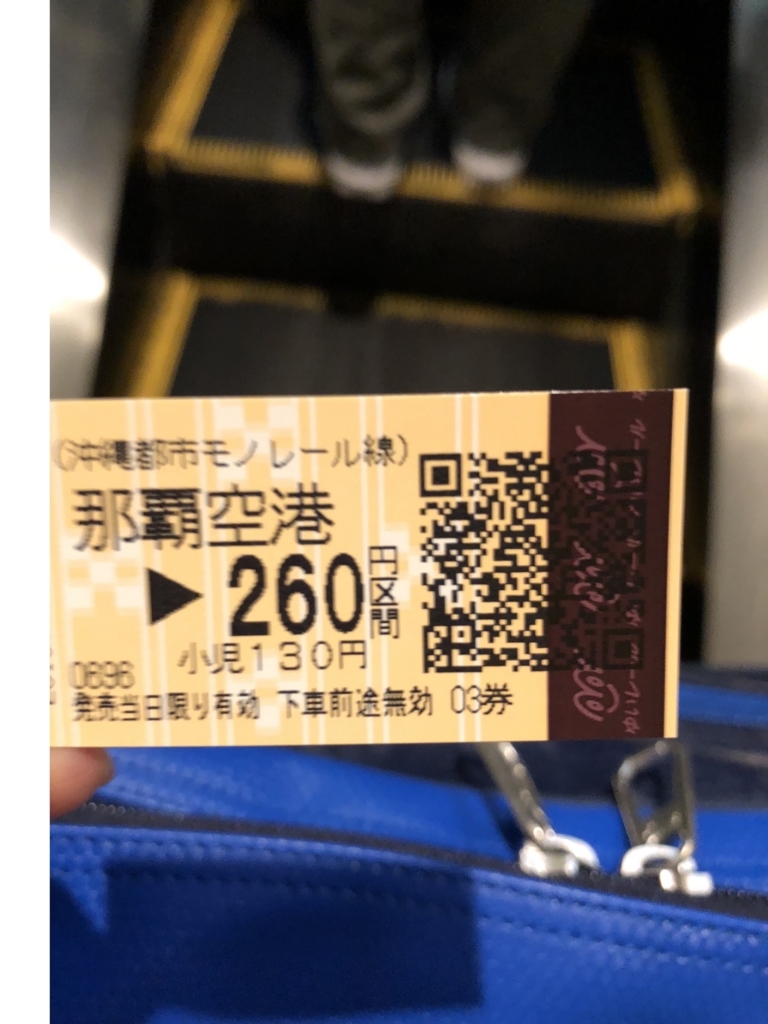 (沖縄都市モノレール線)
那覇空港
▶260円区間
小児130円
0696
発売当日限り有効 下車前途無効 03券